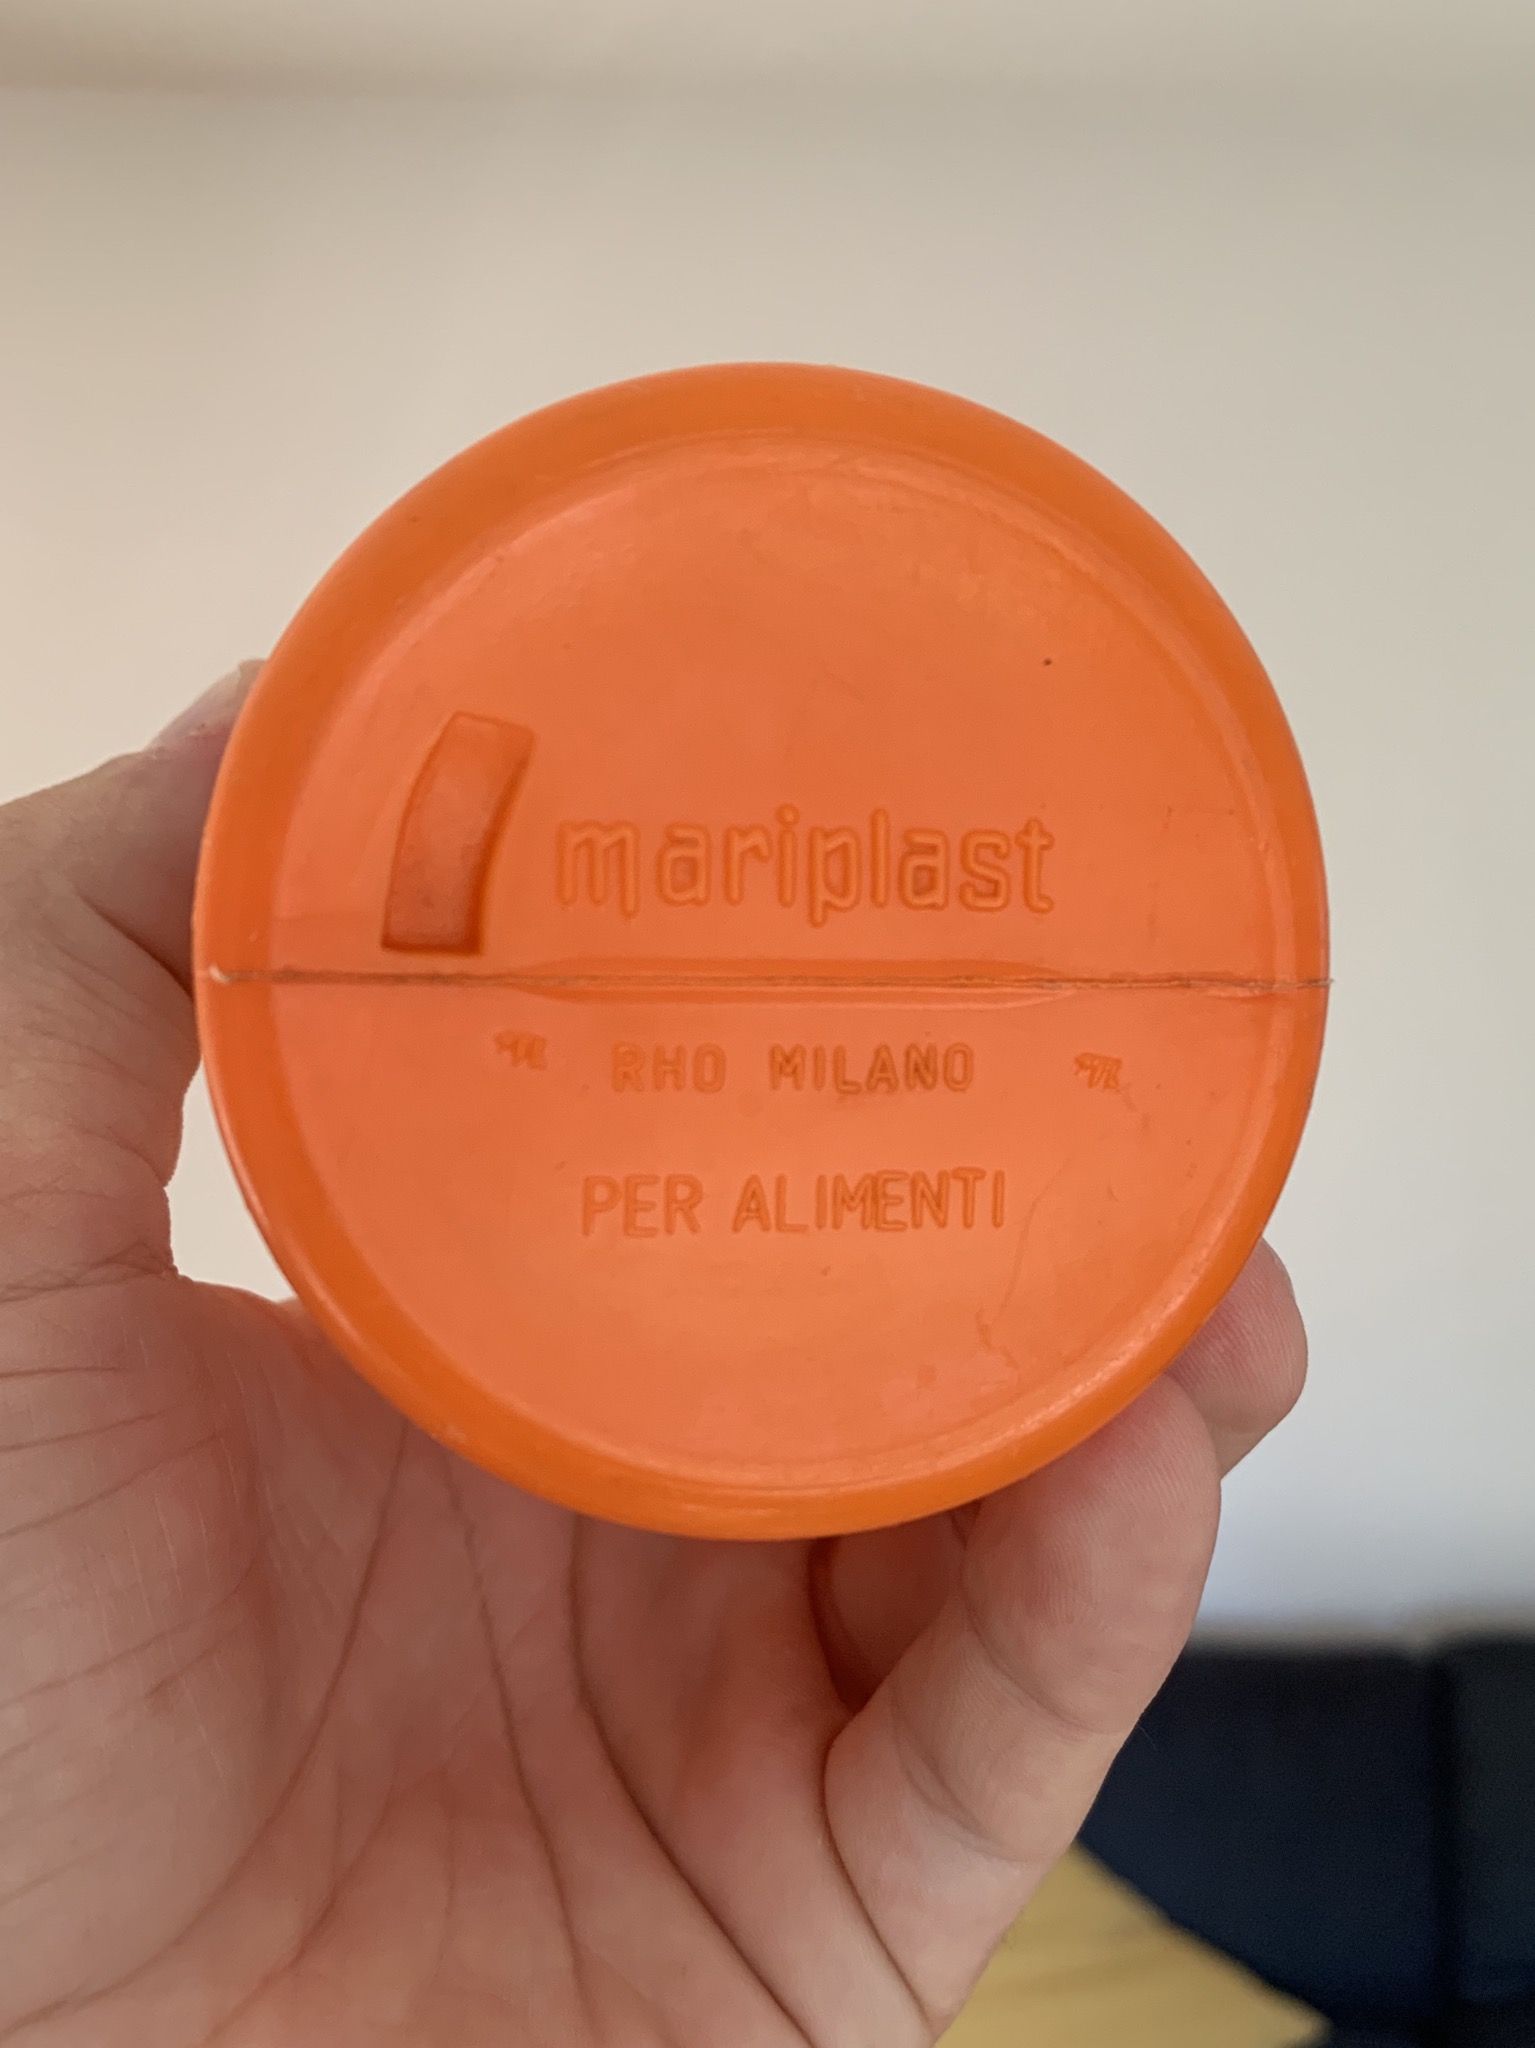 mariplast
RHO MILANO
PER ALIMENTI